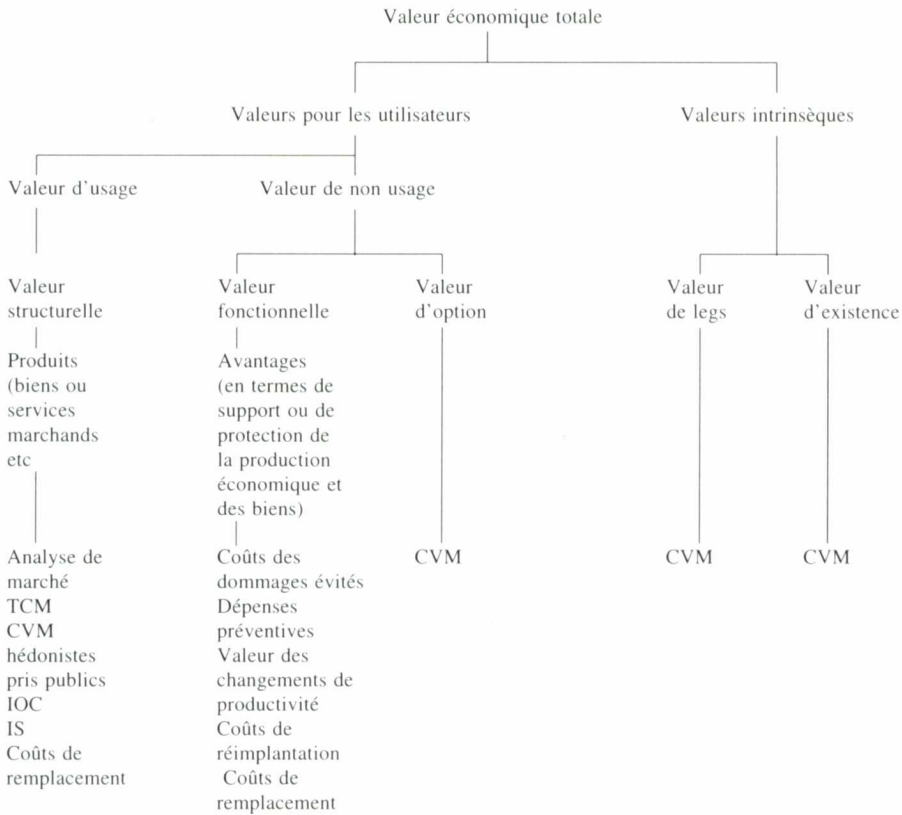 Valeur économique totale
Valeurs pour les utilisateurs
Valeurs intrinsèques
Valeur d'usage
Valeur de non usage
Valeur
structurelle
Valeur
fonctionnelle
Valeur
d'option
Valeur
de legs
Valeur
d'existence
Produits
(biens ou
services
marchands
etc
Avantages
(en termes de
support ou de
protection de
la production
économique et
des biens)
Analyse de
marché
TCM
CVM
hédonistes
pris publics
IOC
IS
Coûts de
remplacement
Coûts des
dommages évités
Dépenses
préventives
Valeur des
changements de
productivité
Coûts de
réimplantation
Coûts de
remplacement
CVM
CVM
CVM